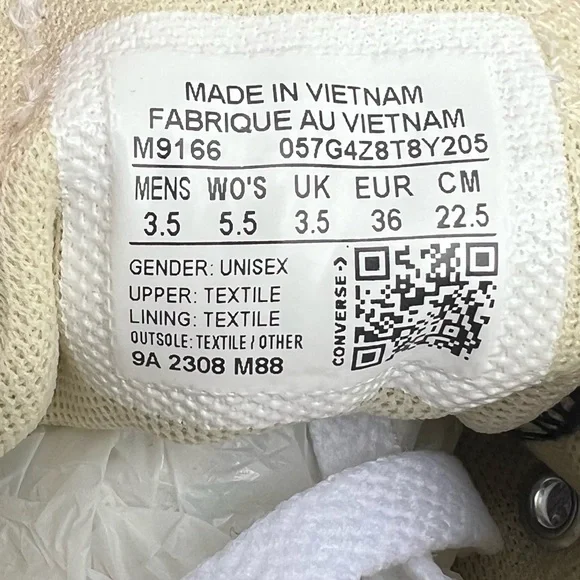 MADE IN VIETNAM
FABRIQUE AU VIETNAM
M9166 057G4Z8T8Y205
MENS WO'S UK EUR CM
3.5 5.5 3.5 36 22.5
GENDER: UNISEX
UPPER: TEXTILE
LINING: TEXTILE
OUTSOLE: TEXTILE / OTHER
9A 2308 M88
CONVERSE->